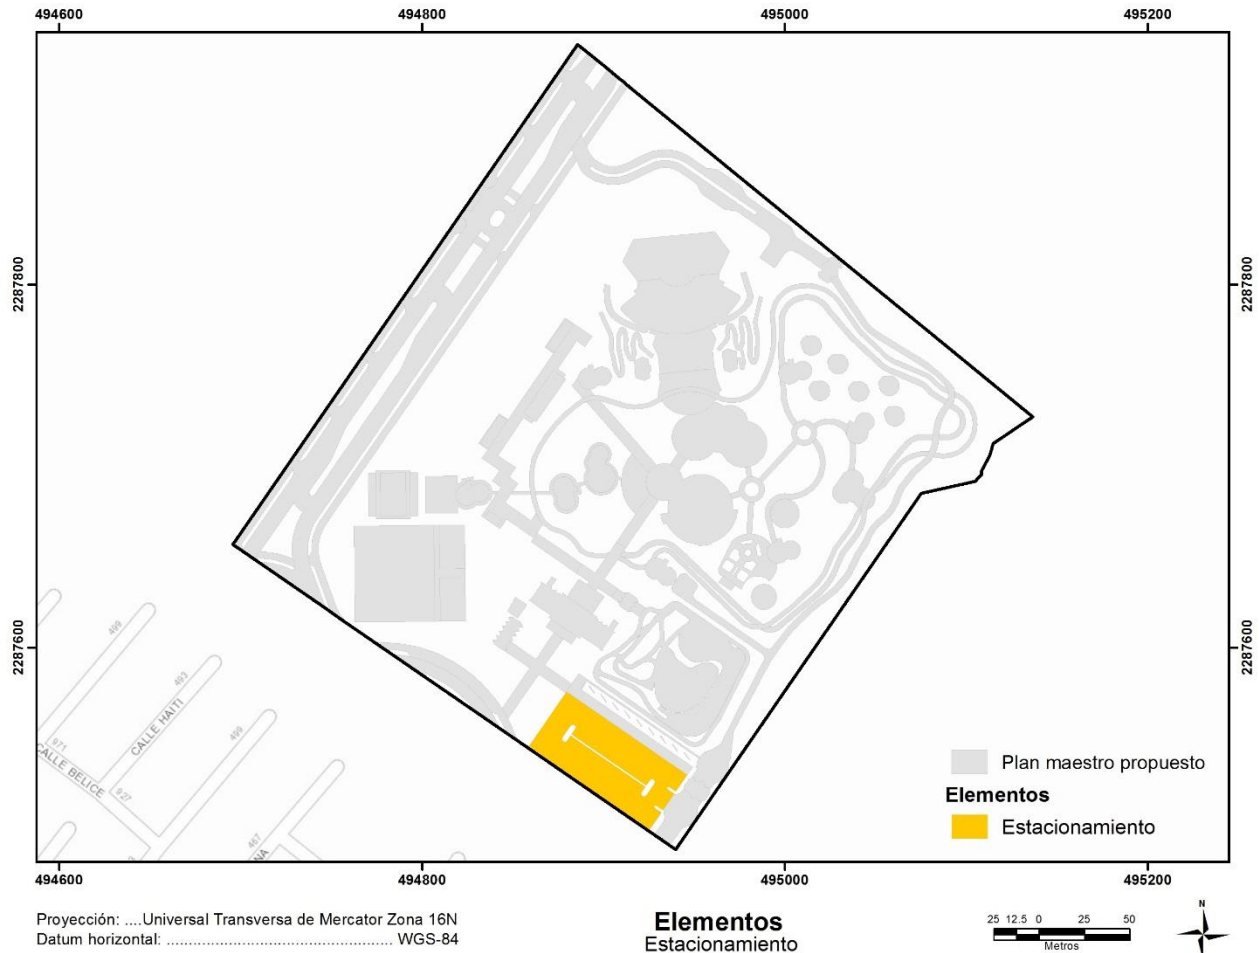 494600 494800 495000 495200
2287800 2287800
2287600 2287600
499
493
CALLE HAITI
499
971
CALLE BELICE
927
467
NA
Plan maestro propuesto
Elementos
Estacionamiento
494600 494800 495000 495200
Proyección: ....Universal Transversa de Mercator Zona 16N
Datum horizontal: ................................................ WGS-84
Elementos
Estacionamiento
25 12.5 0 25 50
Metros
N